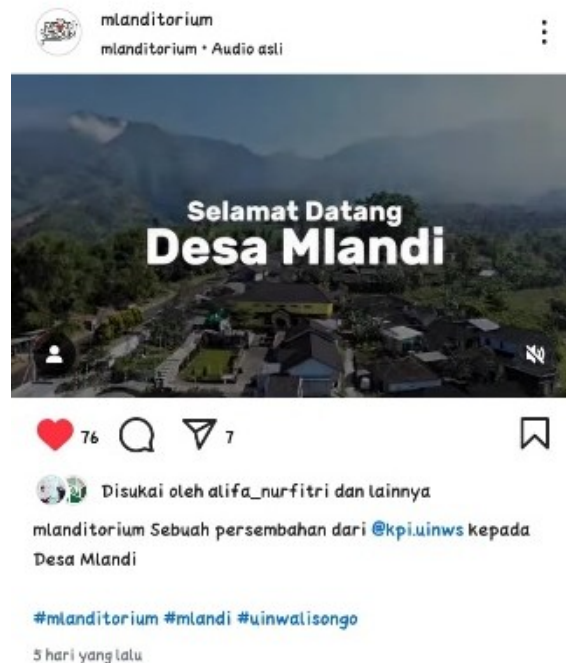 mlanditorium
mlanditorium • Audio asli
Selamat Datang
Desa Mlandi
76
7
Disukai oleh alifa_nurfitri dan lainnya
mlanditorium Sebuah persembahan dari @kpi.uinws kepada
Desa Mlandi
#mlanditorium #mlandi #uinwalisongo
5 hari yang lalu